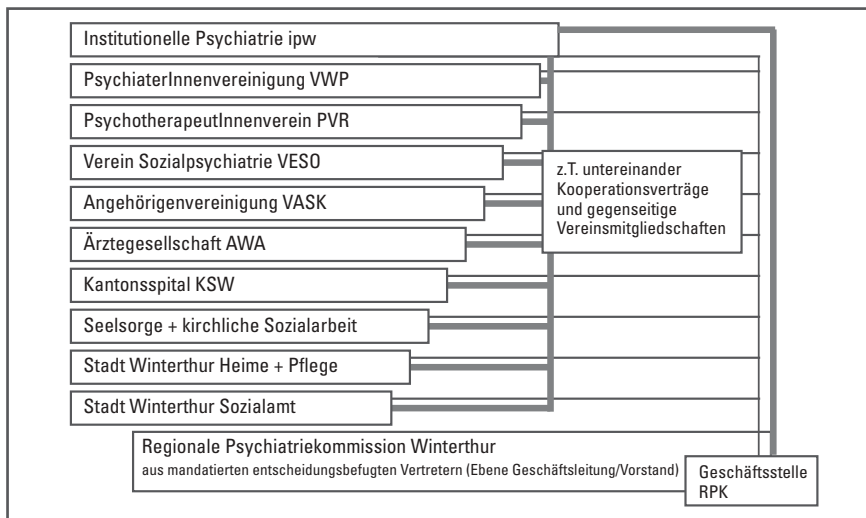 Institutionelle Psychiatrie ipw
PsychiaterInnenvereinigung VWP
PsychotherapeutInnenverein PVR
Verein Sozialpsychiatrie VESO
Angehörigenvereinigung VASK
Ärztegesellschaft AWA
Kantonsspital KSW
Seelsorge + kirchliche Sozialarbeit
Stadt Winterthur Heime + Pflege
Stadt Winterthur Sozialamt
z.T. untereinander
Kooperationsverträge
und gegenseitige
Vereinsmitgliedschaften
Regionale Psychiatriekommission Winterthur
aus mandatierten entscheidungsbefugten Vertretern (Ebene Geschäftsleitung/Vorstand)
Geschäftsstelle
RPK